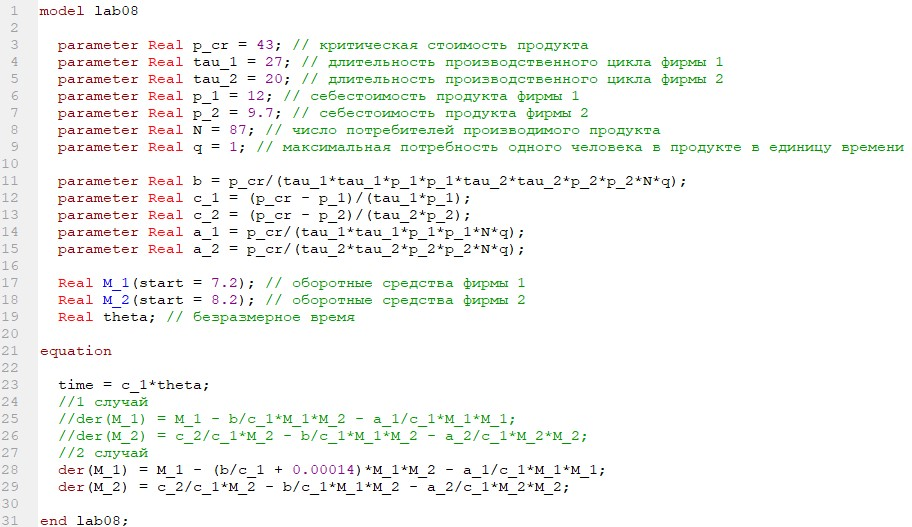 1 model lab08
2
3 parameter Real p_cr = 43; // критическая стоимость продукта
4 parameter Real tau_1 = 27; // длительность производственного цикла фирмы 1
5 parameter Real tau_2 = 20; // длительность производственного цикла фирмы 2
6 parameter Real p_1 = 12; // себестоимость продукта фирмы 1
7 parameter Real p_2 = 9.7; // себестоимость продукта фирмы 2
8 parameter Real N = 87; // число потребителей производимого продукта
9 parameter Real q = 1; // максимальная потребность одного человека в продукте в единицу времени
10
11 parameter Real b = p_cr/(tau_1*tau_1*p_1*p_1*tau_2*tau_2*p_2*p_2*N*q);
12 parameter Real c_1 = (p_cr - p_1)/(tau_1*p_1);
13 parameter Real c_2 = (p_cr - p_2)/(tau_2*p_2);
14 parameter Real a_1 = p_cr/(tau_1*tau_1*p_1*p_1*N*q);
15 parameter Real a_2 = p_cr/(tau_2*tau_2*p_2*p_2*N*q);
16
17 Real M_1(start = 7.2); // оборотные средства фирмы 1
18 Real M_2(start = 8.2); // оборотные средства фирмы 2
19 Real theta; // безразмерное время
20
21 equation
22
23 time = c_1*theta;
24 //1 случай
25 //der(M_1) = M_1 - b/c_1*M_1*M_2 - a_1/c_1*M_1*M_1;
26 //der(M_2) = c_2/c_1*M_2 - b/c_1*M_1*M_2 - a_2/c_1*M_2*M_2;
27 //2 случай
28 der(M_1) = M_1 - (b/c_1 + 0.00014)*M_1*M_2 - a_1/c_1*M_1*M_1;
29 der(M_2) = c_2/c_1*M_2 - b/c_1*M_1*M_2 - a_2/c_1*M_2*M_2;
30
31 end lab08;